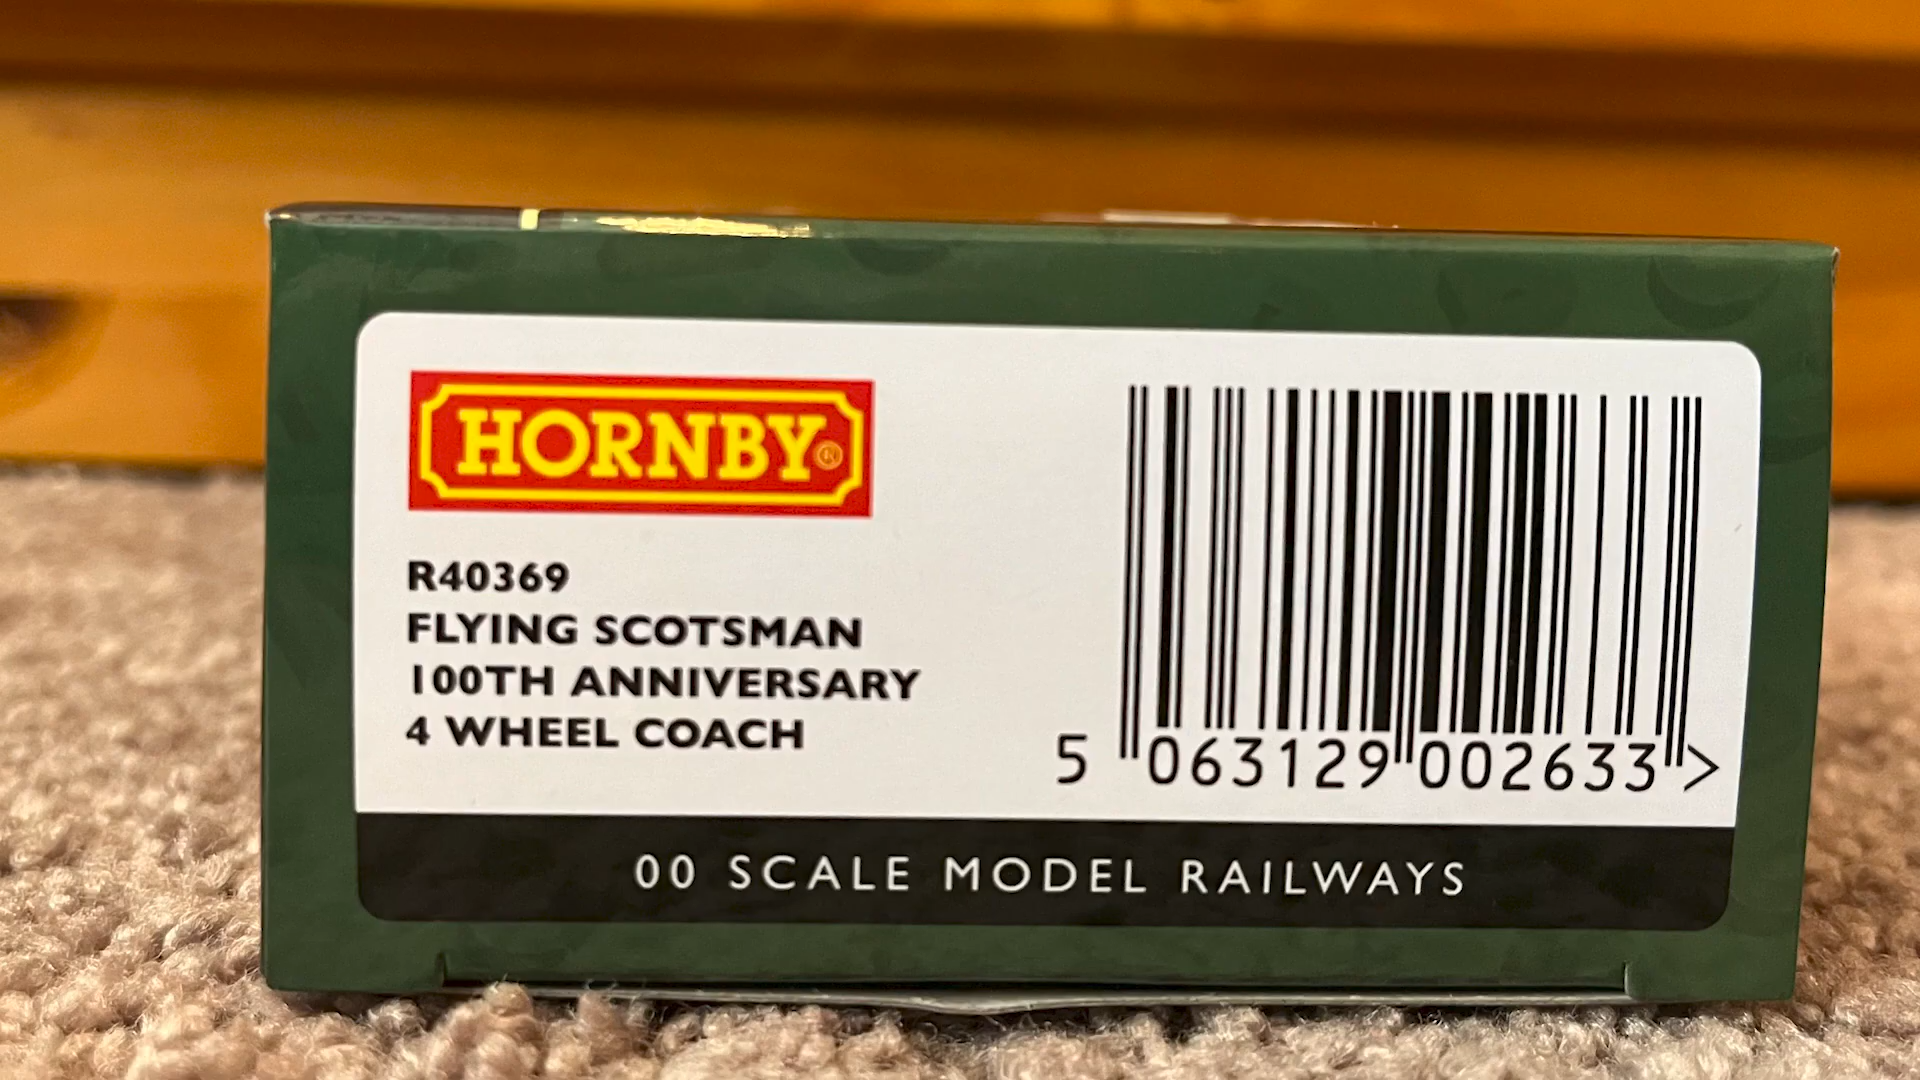 HORNBY®
R40369
FLYING SCOTSMAN
100TH ANNIVERSARY
4 WHEEL COACH
5 063129 002633 >
00 SCALE MODEL RAILWAYS